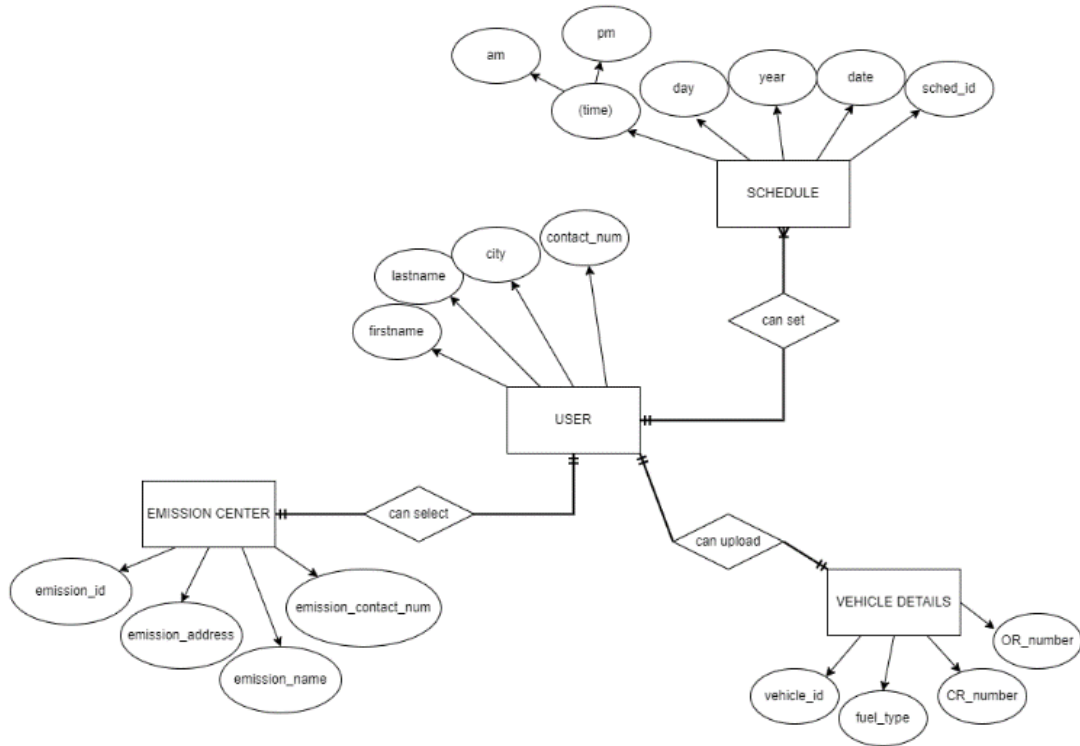 pm
am
year
date
day
sched_id
(time)
SCHEDULE
contact_num
city
lastname
firstname
can set
USER
EMISSION CENTER
can select
can upload
emission_id
emission_contact_num
emission_address
emission_name
VEHICLE DETAILS
OR_number
vehicle_id
CR_number
fuel_type